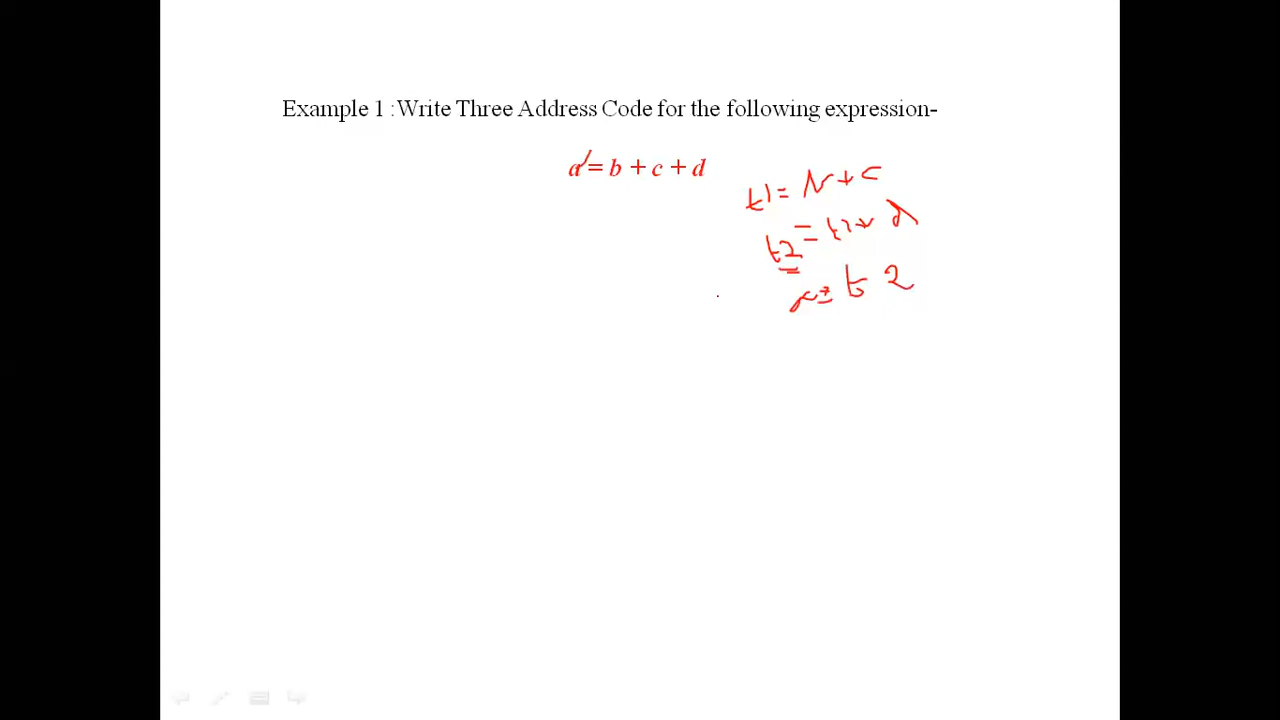 Example 1 :Write Three Address Code for the following expression-
a = b + c + d
t1 = b + c
t2 = t1 + d
a = t2